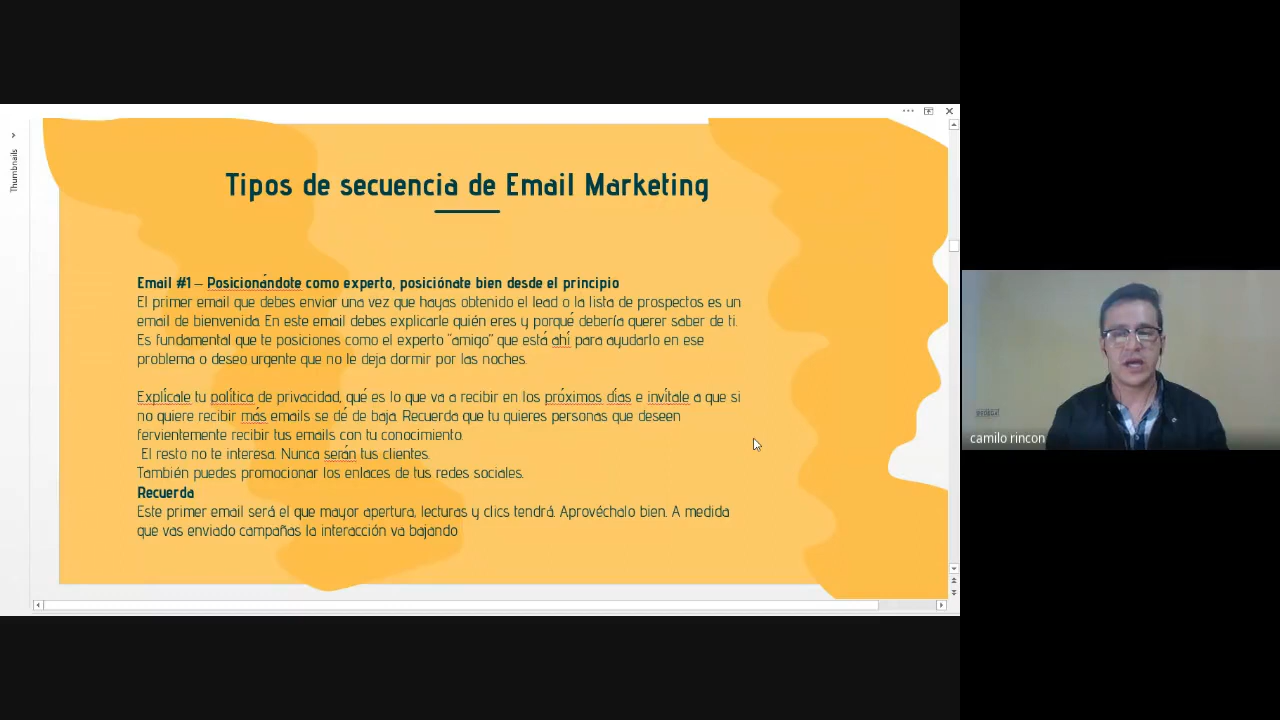 Thumbnails
Tipos de secuencia de Email Marketing
Email #1 – Posicionándote como experto, posiciónate bien desde el principio
El primer email que debes enviar una vez que hayas obtenido el lead o la lista de prospectos es un
email de bienvenida. En este email debes explicarle quién eres y porqué debería querer saber de ti.
Es fundamental que te posiciones como el experto "amigo" que está ahí para ayudarlo en ese
problema o deseo urgente que no le deja dormir por las noches.
Explícale tu política de privacidad, qué es lo que va a recibir en los próximos días e invítale a que si
no quiere recibir más emails se dé de baja. Recuerda que tu quieres personas que deseen
fervientemente recibir tus emails con tu conocimiento.
El resto no te interesa. Nunca serán tus clientes.
También puedes promocionar los enlaces de tus redes sociales.
Recuerda
Este primer email será el que mayor apertura, lecturas y clics tendrá. Aprovéchalo bien. A medida
que vas enviado campañas la interacción va bajando
camilo rincon